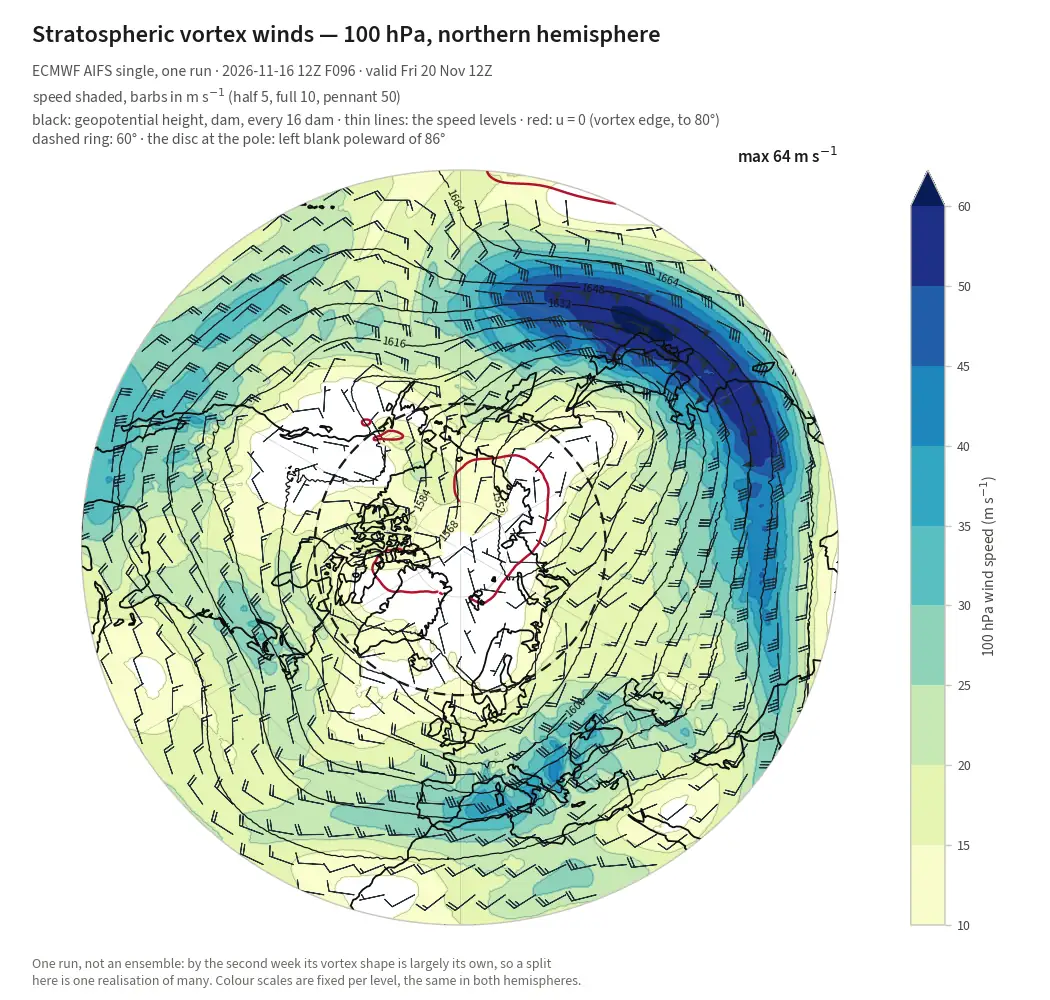 Stratospheric vortex winds — 100 hPa, northern hemisphere
ECMWF AIFS single, one run · 2026-11-16 12Z F096 · valid Fri 20 Nov 12Z
speed shaded, barbs in m s⁻¹ (half 5, full 10, pennant 50)
black: geopotential height, dam, every 16 dam · thin lines: the speed levels · red: u = 0 (vortex edge, to 80°)
dashed ring: 60° · the disc at the pole: left blank poleward of 86°
max 64 m s⁻¹
1664
1664
1648
1632
1616
1584
1552
1568
1600
60
50
45
40
35
30
25
20
15
10
100 hPa wind speed (m s⁻¹)
One run, not an ensemble: by the second week its vortex shape is largely its own, so a split
here is one realisation of many. Colour scales are fixed per level, the same in both hemispheres.